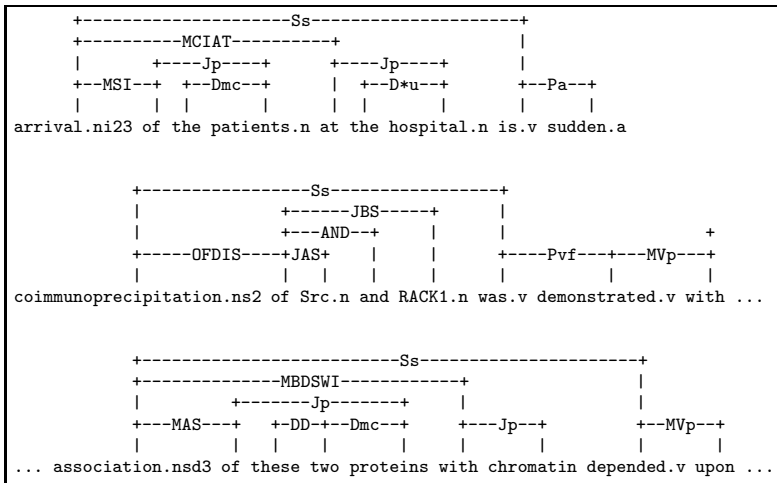 +-------------------Ss-------------------+
+---------MCIAT---------+                |
|     +----Jp---+       +----Jp---+      |
+--MSI--+  +--Dmc--+    |  +--D*u--+     +--Pa--+
|     |  |      |       |  |       |     |      |
arrival.ni23 of the patients.n at the hospital.n is.v sudden.a
+-----------------Ss-----------------+
|              +------JBS-----+      |
|              +---AND--+     |      |                    +
+-----OFDIS----+JAS+    |     |      +----Pvf----+---MVp---+
|              |   |    |     |      |           |        |
coimmunoprecipitation.ns2 of Src.n and RACK1.n was.v demonstrated.v with ...
+--------------------------Ss----------------------+
+--------------MBDSWI------------+                 |
|         +-------Jp-------+     |                 |
+---MAS---+   +-DD-+--Dmc--+     +---Jp---+        +--MVp--+
|         |   |    |       |     |        |        |       |
... association.nsd3 of these two proteins with chromatin depended.v upon ...